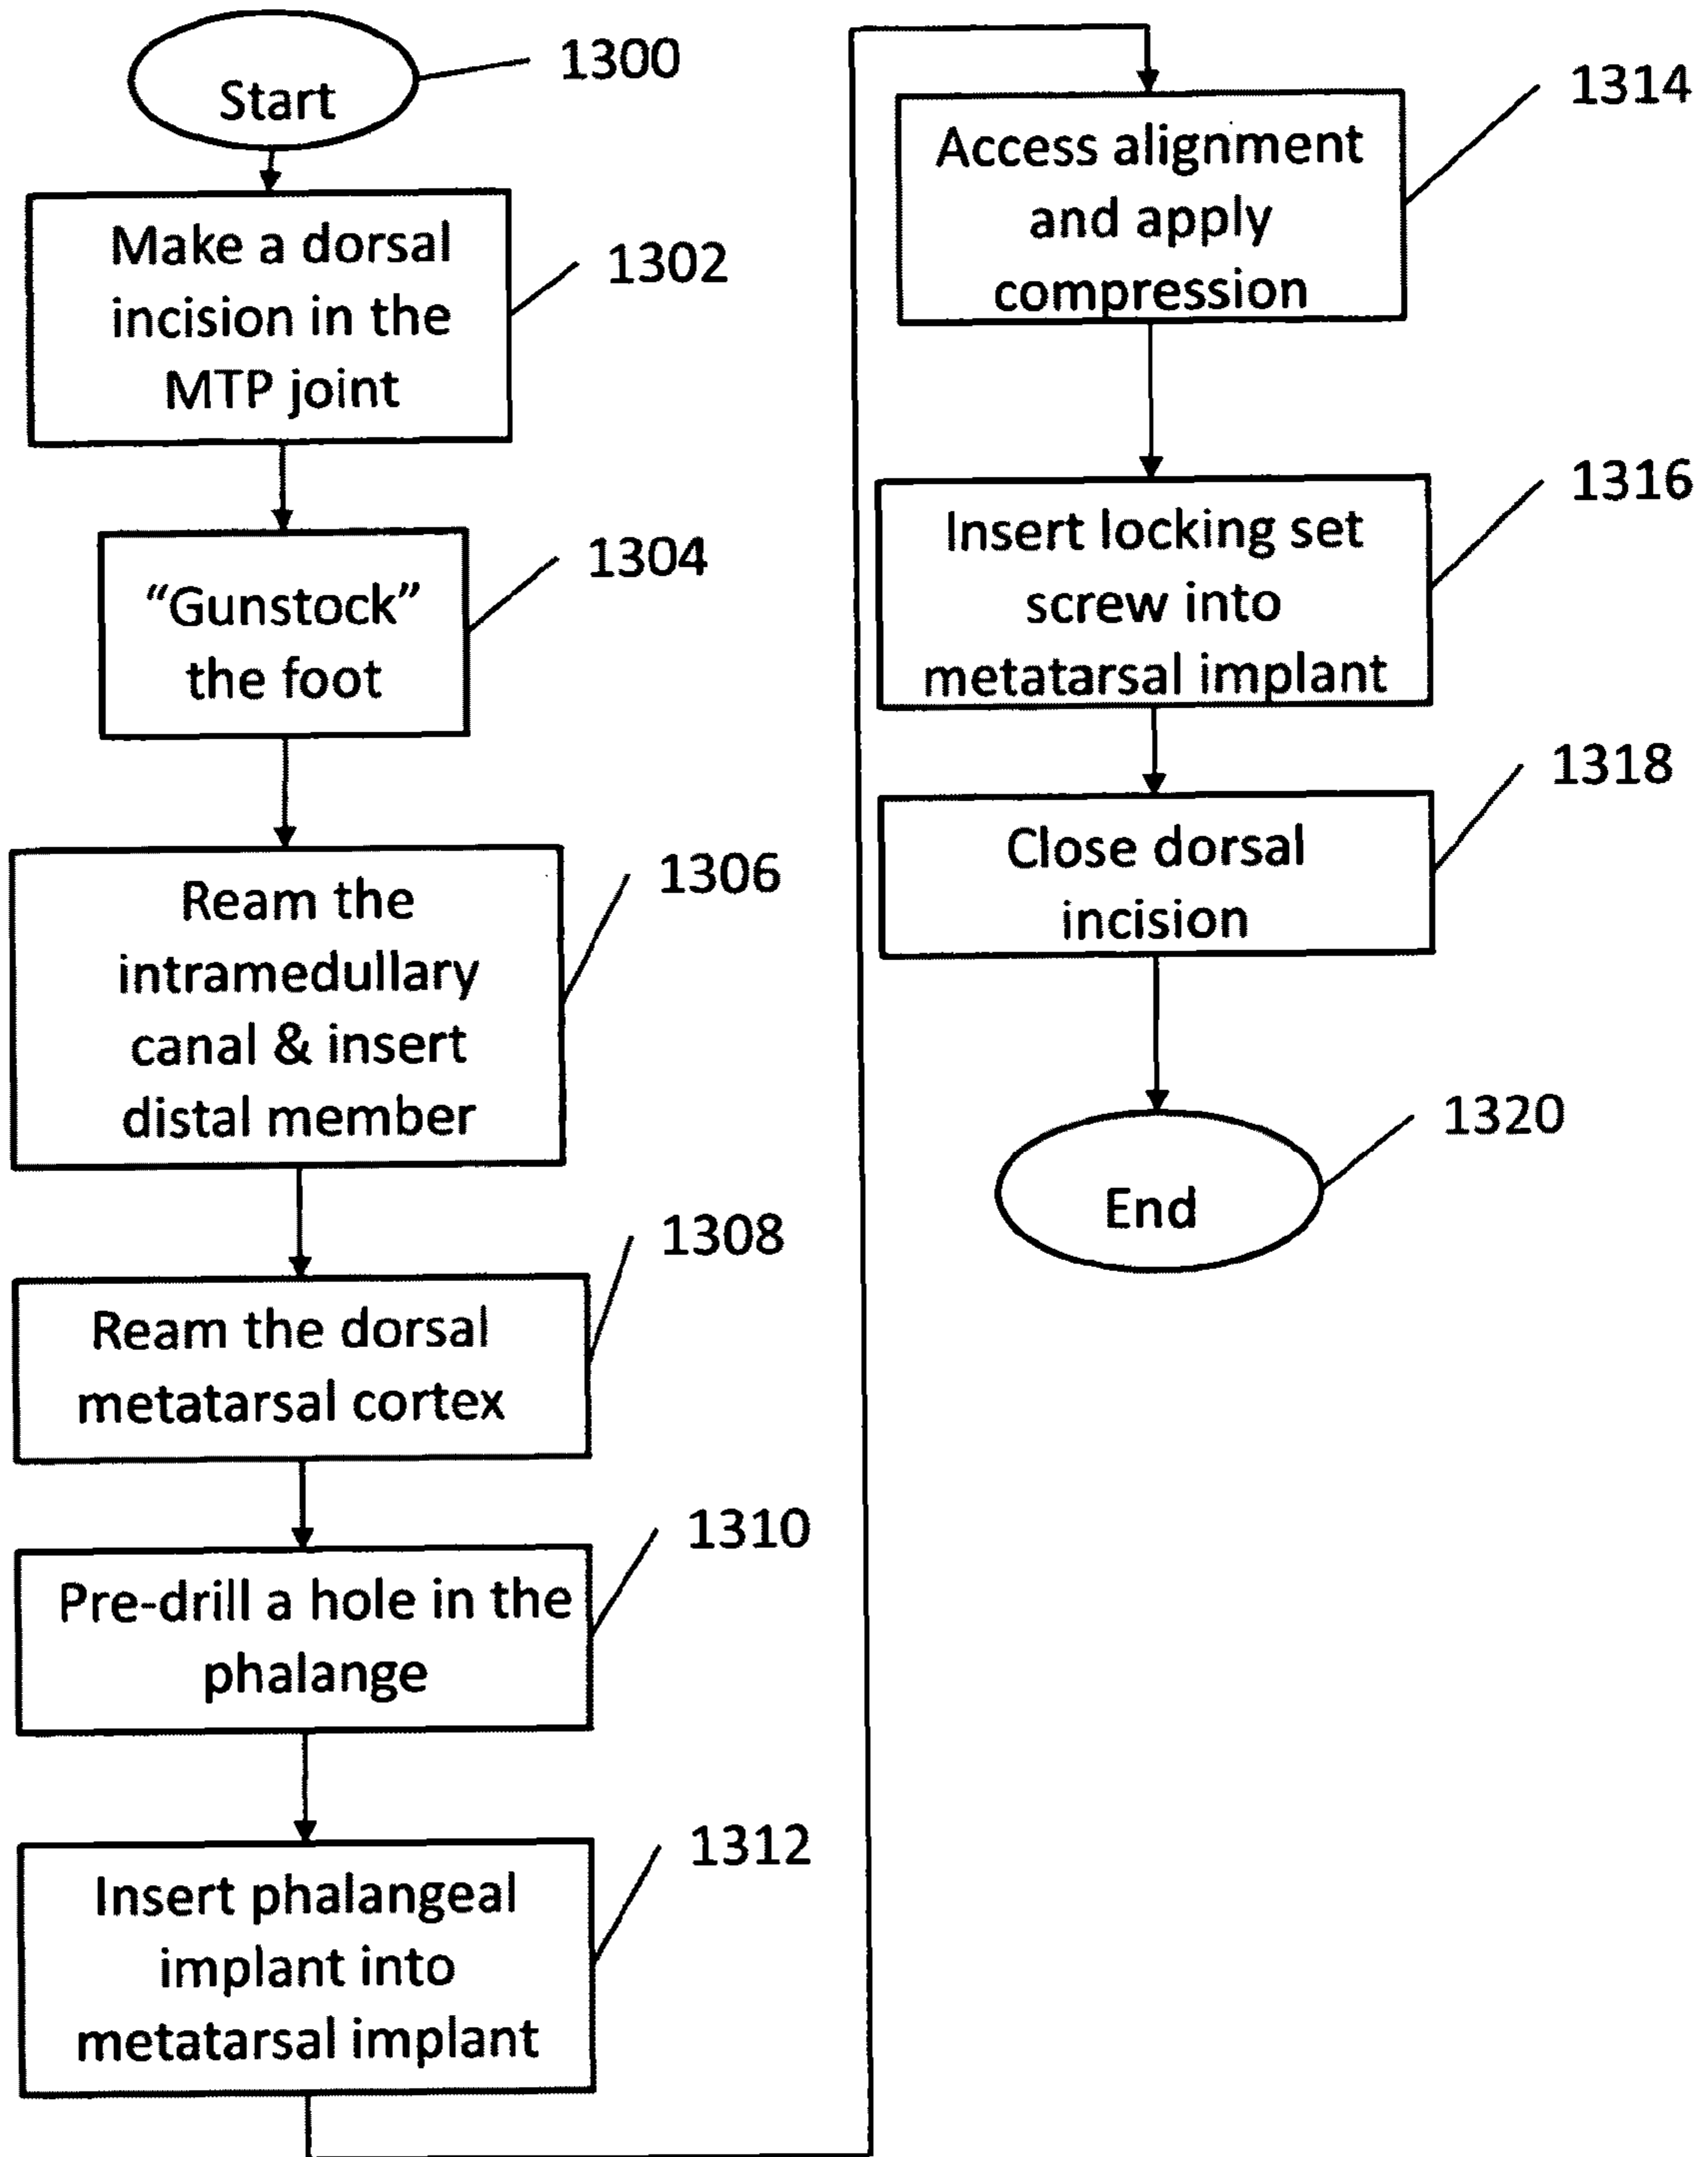 Start
1300
Make a dorsal
incision in the
MTP joint
1302
“Gunstock”
the foot
1304
Ream the
intramedullary
canal & insert
distal member
1306
Ream the dorsal
metatarsal cortex
1308
Pre-drill a hole in the
phalange
1310
Insert phalangeal
implant into
metatarsal implant
1312
Access alignment
and apply
compression
1314
Insert locking set
screw into
metatarsal implant
1316
Close dorsal
incision
1318
End
1320